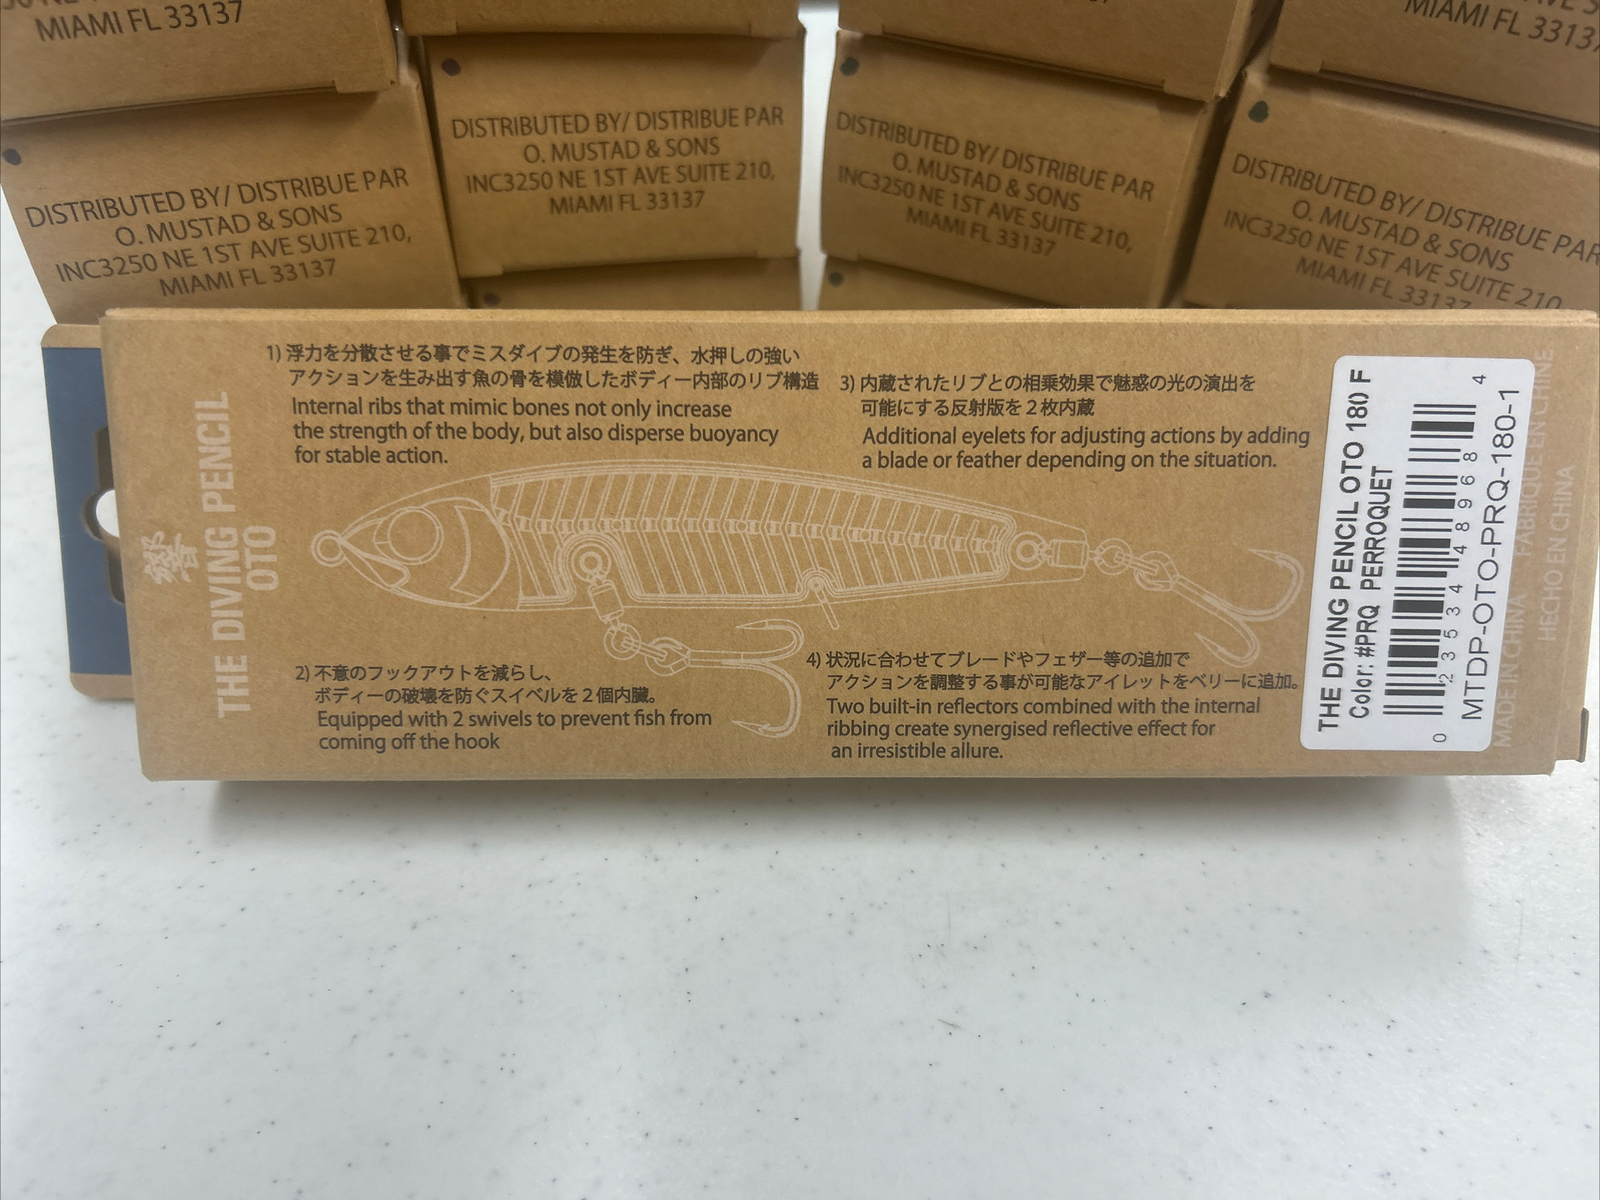 MIAMI FL 33137
MIAMI FL 33137
DISTRIBUTED BY/ DISTRIBUE PAR
O. MUSTAD & SONS
INC3250 NE 1ST AVE SUITE 210,
MIAMI FL 33137
DISTRIBUTED BY/ DISTRIBUE PAR
O. MUSTAD & SONS
INC3250 NE 1ST AVE SUITE 210,
MIAMI FL 33137
DISTRIBUTED BY/ DISTRIBUE PAR
O. MUSTAD & SONS
INC3250 NE 1ST AVE SUITE 210,
MIAMI FL 33137
DISTRIBUTED BY/ DISTRIBUE PAR
O. MUSTAD & SONS
INC3250 NE 1ST AVE SUITE 210,
MIAMI FL 33137
響
THE DIVING PENCIL
OTO
1) 浮力を分散させる事でミスダイブの発生を防ぎ、水押しの強い
アクションを生み出す魚の骨を模倣したボディー内部のリブ構造
Internal ribs that mimic bones not only increase
the strength of the body, but also disperse buoyancy
for stable action.
3) 内蔵されたリブとの相乗効果で魅惑の光の演出を
可能にする反射版を２枚内蔵
Additional eyelets for adjusting actions by adding
a blade or feather depending on the situation.
2) 不意のフックアウトを減らし、
ボディーの破壊を防ぐスイベルを２個内臓。
Equipped with 2 swivels to prevent fish from
coming off the hook
4) 状況に合わせてブレードやフェザー等の追加で
アクションを調整する事が可能なアイレットをベリーに追加。
Two built-in reflectors combined with the internal
ribbing create synergised reflective effect for
an irresistible allure.
THE DIVING PENCIL OTO 180 F
Color: #PRQ PERROQUET
0 23534 48968 4
MTDP-OTO-PRQ-180-1
MADE IN CHINA FABRIQUE EN CHINE
HECHO EN CHINA